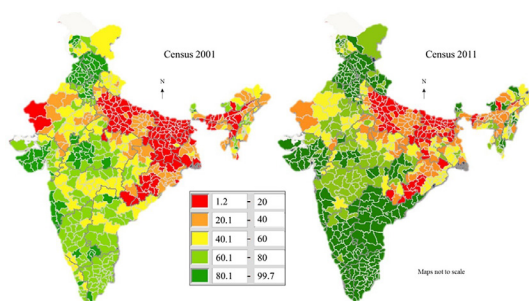 Census 2001
Census 2011
N
N
1.2 - 20
20.1 - 40
40.1 - 60
60.1 - 80
80.1 - 99.7
Maps not to scale